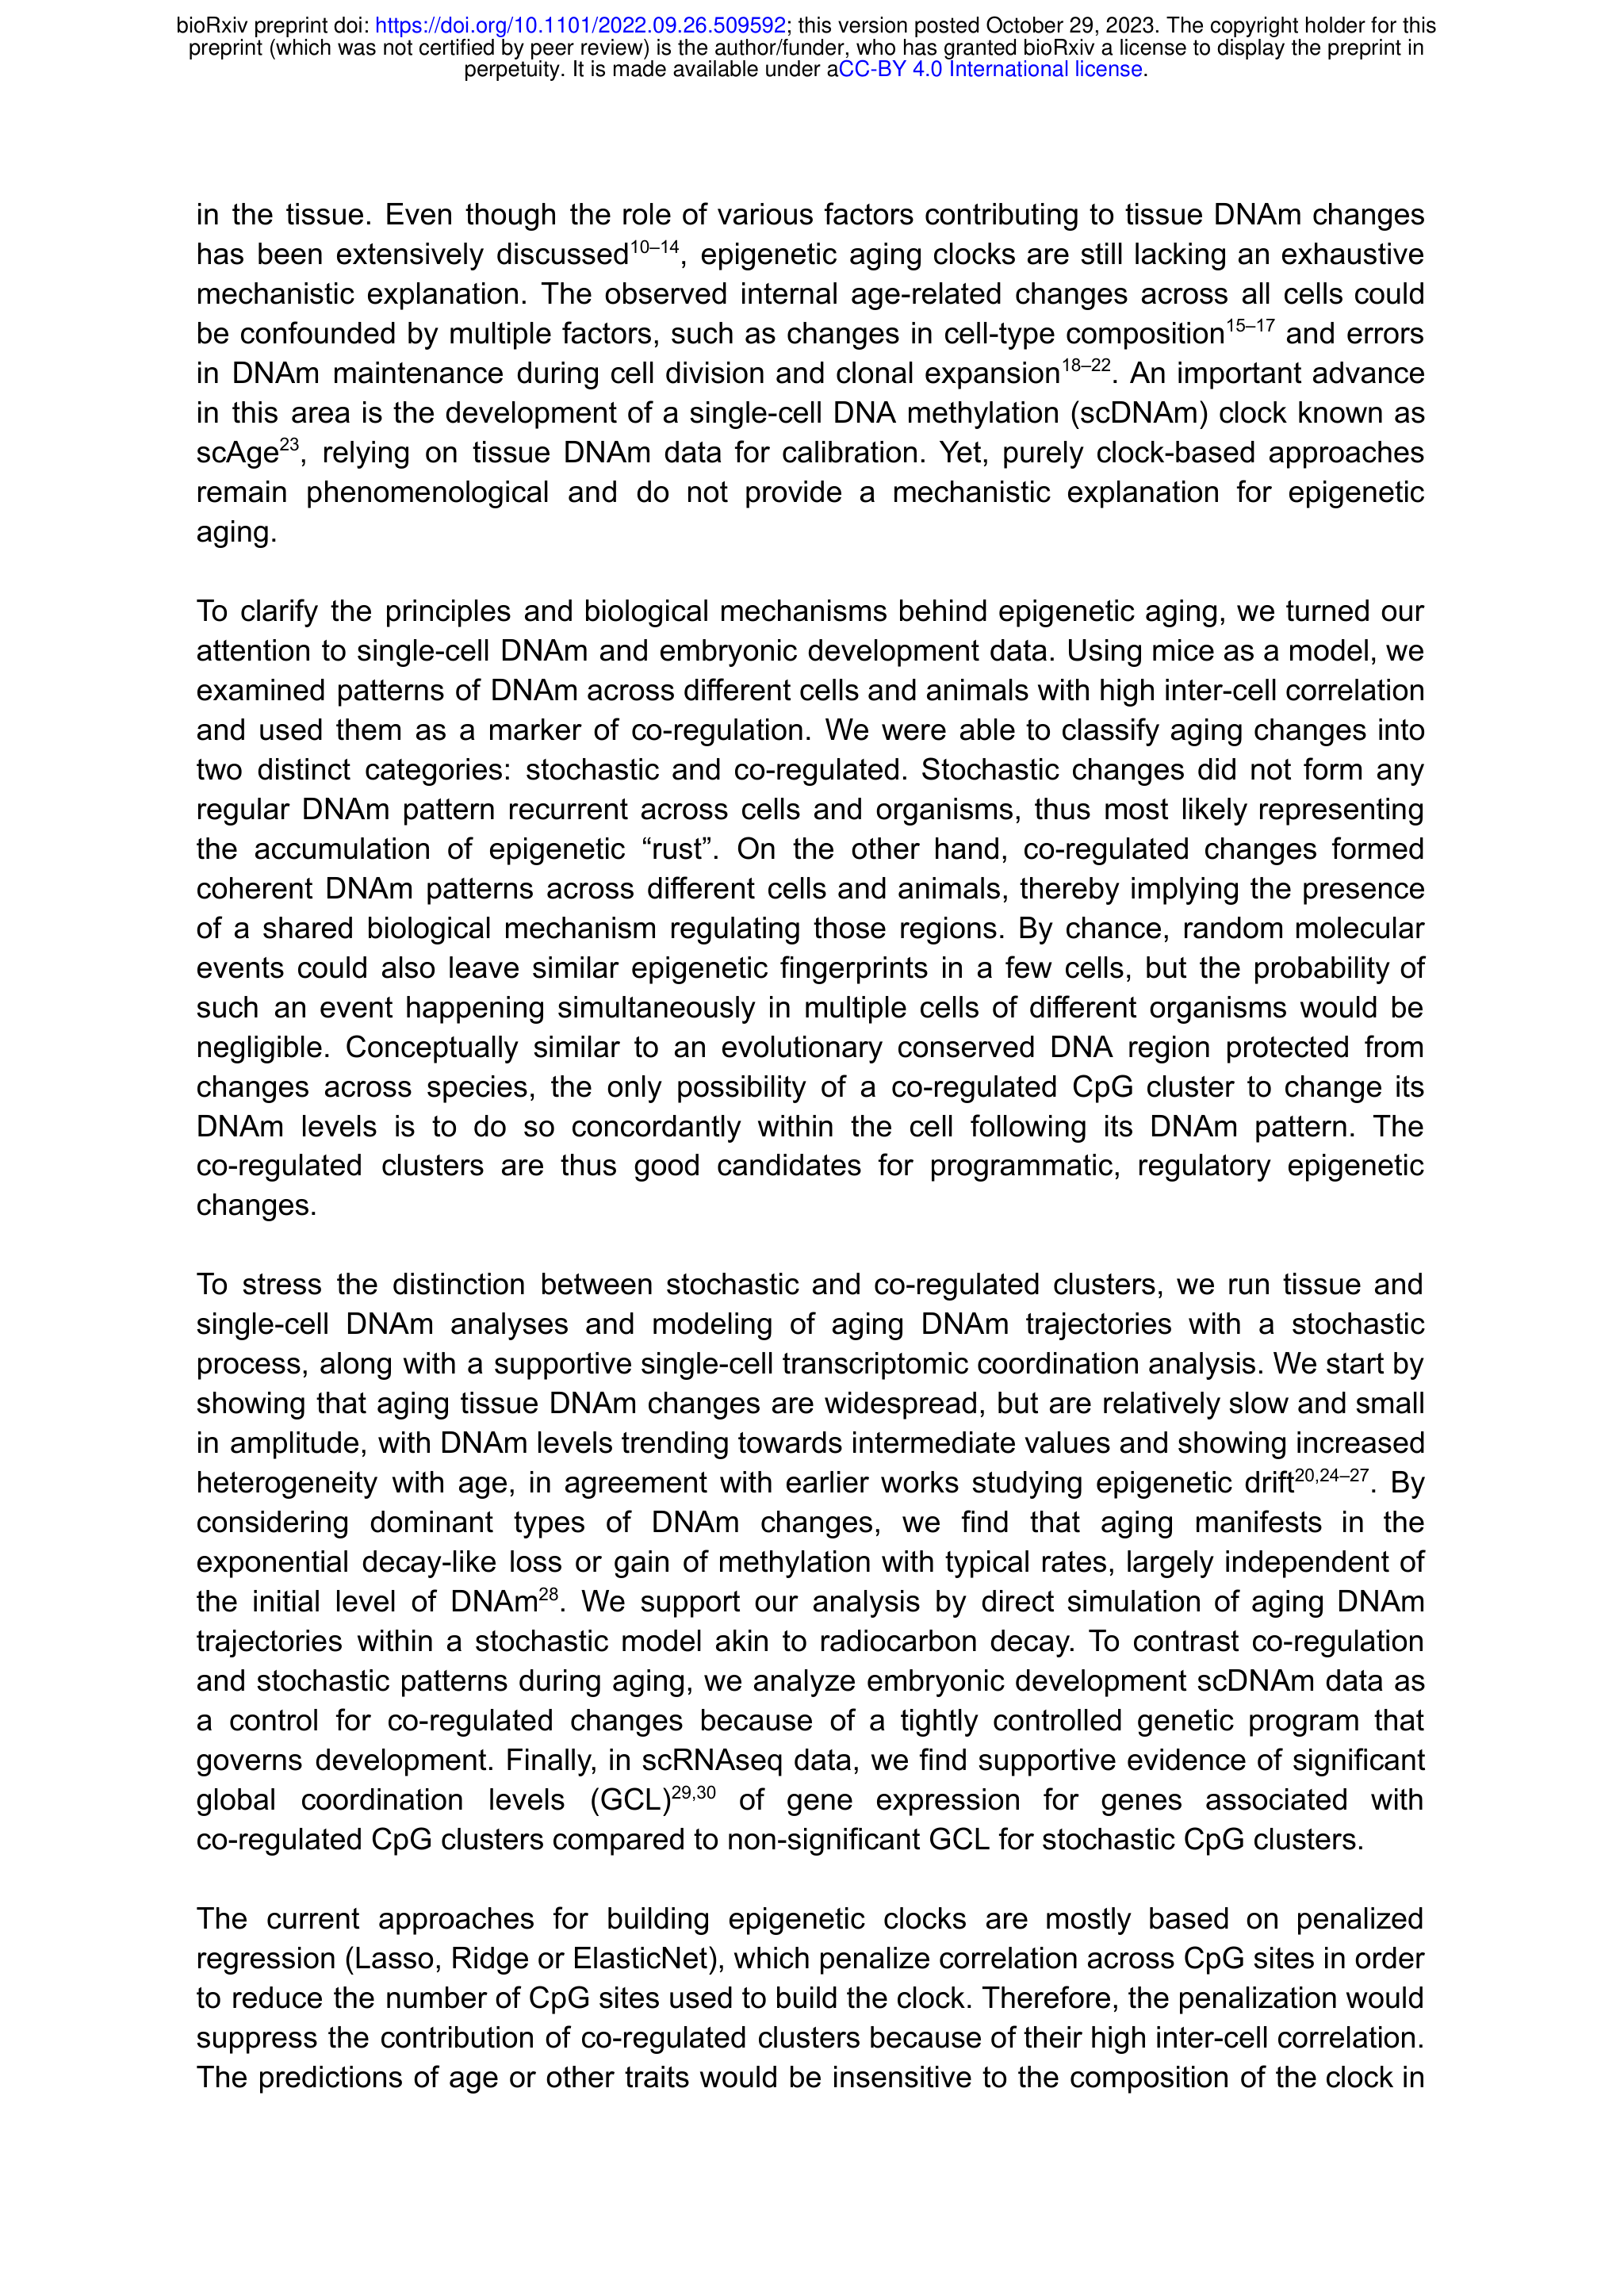 bioRxiv preprint doi: https://doi.org/10.1101/2022.09.26.509592; this version posted October 29, 2023. The copyright holder for this
preprint (which was not certified by peer review) is the author/funder, who has granted bioRxiv a license to display the preprint in
perpetuity. It is made available under aCC-BY 4.0 International license.
in the tissue. Even though the role of various factors contributing to tissue DNAm changes
has been extensively discussed10–14, epigenetic aging clocks are still lacking an exhaustive
mechanistic explanation. The observed internal age-related changes across all cells could
be confounded by multiple factors, such as changes in cell-type composition15–17 and errors
in DNAm maintenance during cell division and clonal expansion18–22. An important advance
in this area is the development of a single-cell DNA methylation (scDNAm) clock known as
scAge23, relying on tissue DNAm data for calibration. Yet, purely clock-based approaches
remain phenomenological and do not provide a mechanistic explanation for epigenetic
aging.
To clarify the principles and biological mechanisms behind epigenetic aging, we turned our
attention to single-cell DNAm and embryonic development data. Using mice as a model, we
examined patterns of DNAm across different cells and animals with high inter-cell correlation
and used them as a marker of co-regulation. We were able to classify aging changes into
two distinct categories: stochastic and co-regulated. Stochastic changes did not form any
regular DNAm pattern recurrent across cells and organisms, thus most likely representing
the accumulation of epigenetic “rust”. On the other hand, co-regulated changes formed
coherent DNAm patterns across different cells and animals, thereby implying the presence
of a shared biological mechanism regulating those regions. By chance, random molecular
events could also leave similar epigenetic fingerprints in a few cells, but the probability of
such an event happening simultaneously in multiple cells of different organisms would be
negligible. Conceptually similar to an evolutionary conserved DNA region protected from
changes across species, the only possibility of a co-regulated CpG cluster to change its
DNAm levels is to do so concordantly within the cell following its DNAm pattern. The
co-regulated clusters are thus good candidates for programmatic, regulatory epigenetic
changes.
To stress the distinction between stochastic and co-regulated clusters, we run tissue and
single-cell DNAm analyses and modeling of aging DNAm trajectories with a stochastic
process, along with a supportive single-cell transcriptomic coordination analysis. We start by
showing that aging tissue DNAm changes are widespread, but are relatively slow and small
in amplitude, with DNAm levels trending towards intermediate values and showing increased
heterogeneity with age, in agreement with earlier works studying epigenetic drift20,24–27. By
considering dominant types of DNAm changes, we find that aging manifests in the
exponential decay-like loss or gain of methylation with typical rates, largely independent of
the initial level of DNAm28. We support our analysis by direct simulation of aging DNAm
trajectories within a stochastic model akin to radiocarbon decay. To contrast co-regulation
and stochastic patterns during aging, we analyze embryonic development scDNAm data as
a control for co-regulated changes because of a tightly controlled genetic program that
governs development. Finally, in scRNAseq data, we find supportive evidence of significant
global coordination levels (GCL)29,30 of gene expression for genes associated with
co-regulated CpG clusters compared to non-significant GCL for stochastic CpG clusters.
The current approaches for building epigenetic clocks are mostly based on penalized
regression (Lasso, Ridge or ElasticNet), which penalize correlation across CpG sites in order
to reduce the number of CpG sites used to build the clock. Therefore, the penalization would
suppress the contribution of co-regulated clusters because of their high inter-cell correlation.
The predictions of age or other traits would be insensitive to the composition of the clock in